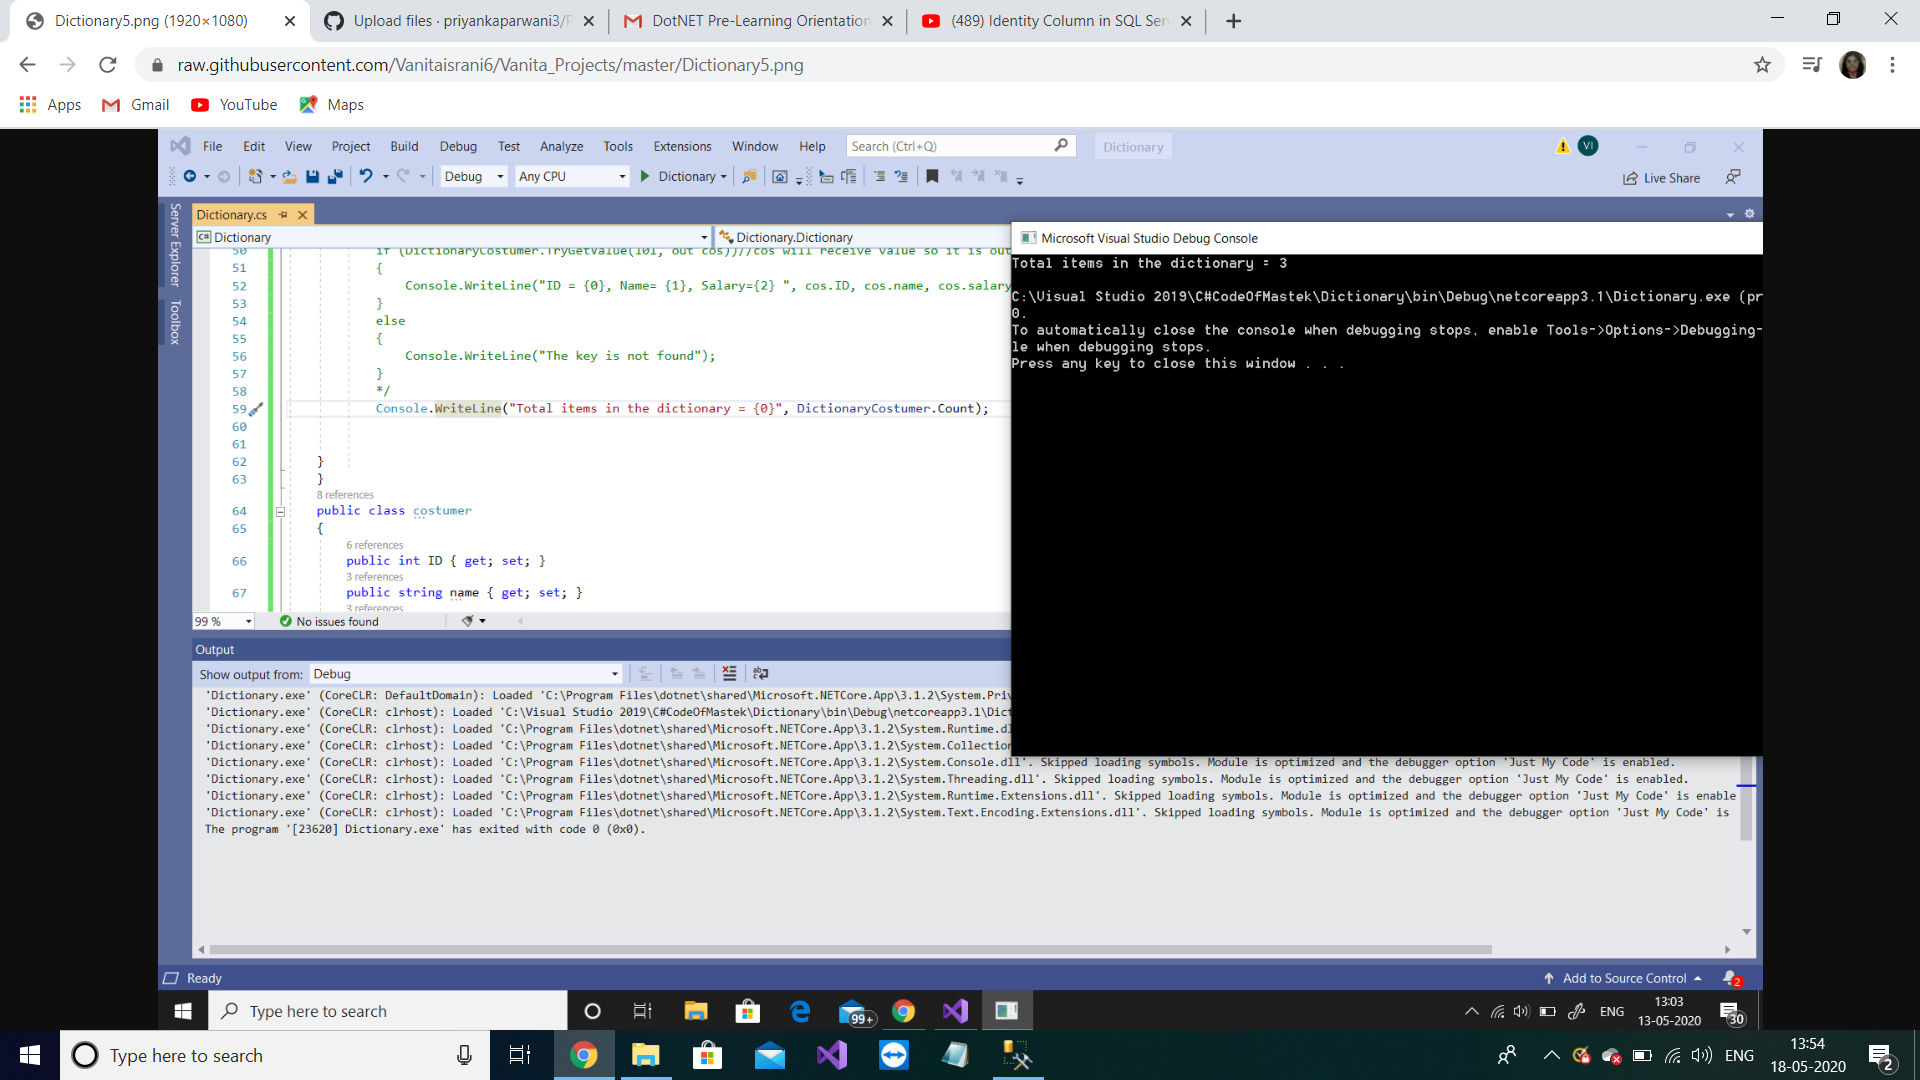 Dictionary5.png (1920×1080)
Upload files · priyankaparwani3/P
DotNET Pre-Learning Orientation
(489) Identity Column in SQL Ser
raw.githubusercontent.com/Vanitaisrani6/Vanita_Projects/master/Dictionary5.png
Apps Gmail YouTube Maps
File Edit View Project Build Debug Test Analyze Tools Extensions Window Help Search (Ctrl+Q) Dictionary VI
Debug Any CPU Dictionary Live Share
Server Explorer
Toolbox
Dictionary.cs
Dictionary Dictionary.Dictionary
50 if (DictionaryCostumer.TryGetValue(101, out cos))//cos will receive value so it is out
51 {
52 Console.WriteLine("ID = {0}, Name= {1}, Salary={2} ", cos.ID, cos.name, cos.salary
53 }
54 else
55 {
56 Console.WriteLine("The key is not found");
57 }
58 */
59 Console.WriteLine("Total items in the dictionary = {0}", DictionaryCostumer.Count);
60
61
62 }
63 }
8 references
64 public class costumer
65 {
6 references
66 public int ID { get; set; }
3 references
67 public string name { get; set; }
3 references
99 % No issues found
Microsoft Visual Studio Debug Console
Total items in the dictionary = 3
C:\Visual Studio 2019\C#CodeOfMastek\Dictionary\bin\Debug\netcoreapp3.1\Dictionary.exe (pr
0.
To automatically close the console when debugging stops, enable Tools->Options->Debugging-
le when debugging stops.
Press any key to close this window . . .
Output
Show output from: Debug
'Dictionary.exe' (CoreCLR: DefaultDomain): Loaded 'C:\Program Files\dotnet\shared\Microsoft.NETCore.App\3.1.2\System.Pri
'Dictionary.exe' (CoreCLR: clrhost): Loaded 'C:\Visual Studio 2019\C#CodeOfMastek\Dictionary\bin\Debug\netcoreapp3.1\Dict
'Dictionary.exe' (CoreCLR: clrhost): Loaded 'C:\Program Files\dotnet\shared\Microsoft.NETCore.App\3.1.2\System.Runtime.dl
'Dictionary.exe' (CoreCLR: clrhost): Loaded 'C:\Program Files\dotnet\shared\Microsoft.NETCore.App\3.1.2\System.Collection
'Dictionary.exe' (CoreCLR: clrhost): Loaded 'C:\Program Files\dotnet\shared\Microsoft.NETCore.App\3.1.2\System.Console.dll'. Skipped loading symbols. Module is optimized and the debugger option 'Just My Code' is enabled.
'Dictionary.exe' (CoreCLR: clrhost): Loaded 'C:\Program Files\dotnet\shared\Microsoft.NETCore.App\3.1.2\System.Threading.dll'. Skipped loading symbols. Module is optimized and the debugger option 'Just My Code' is enabled.
'Dictionary.exe' (CoreCLR: clrhost): Loaded 'C:\Program Files\dotnet\shared\Microsoft.NETCore.App\3.1.2\System.Runtime.Extensions.dll'. Skipped loading symbols. Module is optimized and the debugger option 'Just My Code' is enable
'Dictionary.exe' (CoreCLR: clrhost): Loaded 'C:\Program Files\dotnet\shared\Microsoft.NETCore.App\3.1.2\System.Text.Encoding.Extensions.dll'. Skipped loading symbols. Module is optimized and the debugger option 'Just My Code' is
The program '[23620] Dictionary.exe' has exited with code 0 (0x0).
Ready Add to Source Control 2
Type here to search 99+ ENG 13:03 30
13-05-2020
Type here to search ENG 13:54 2
18-05-2020